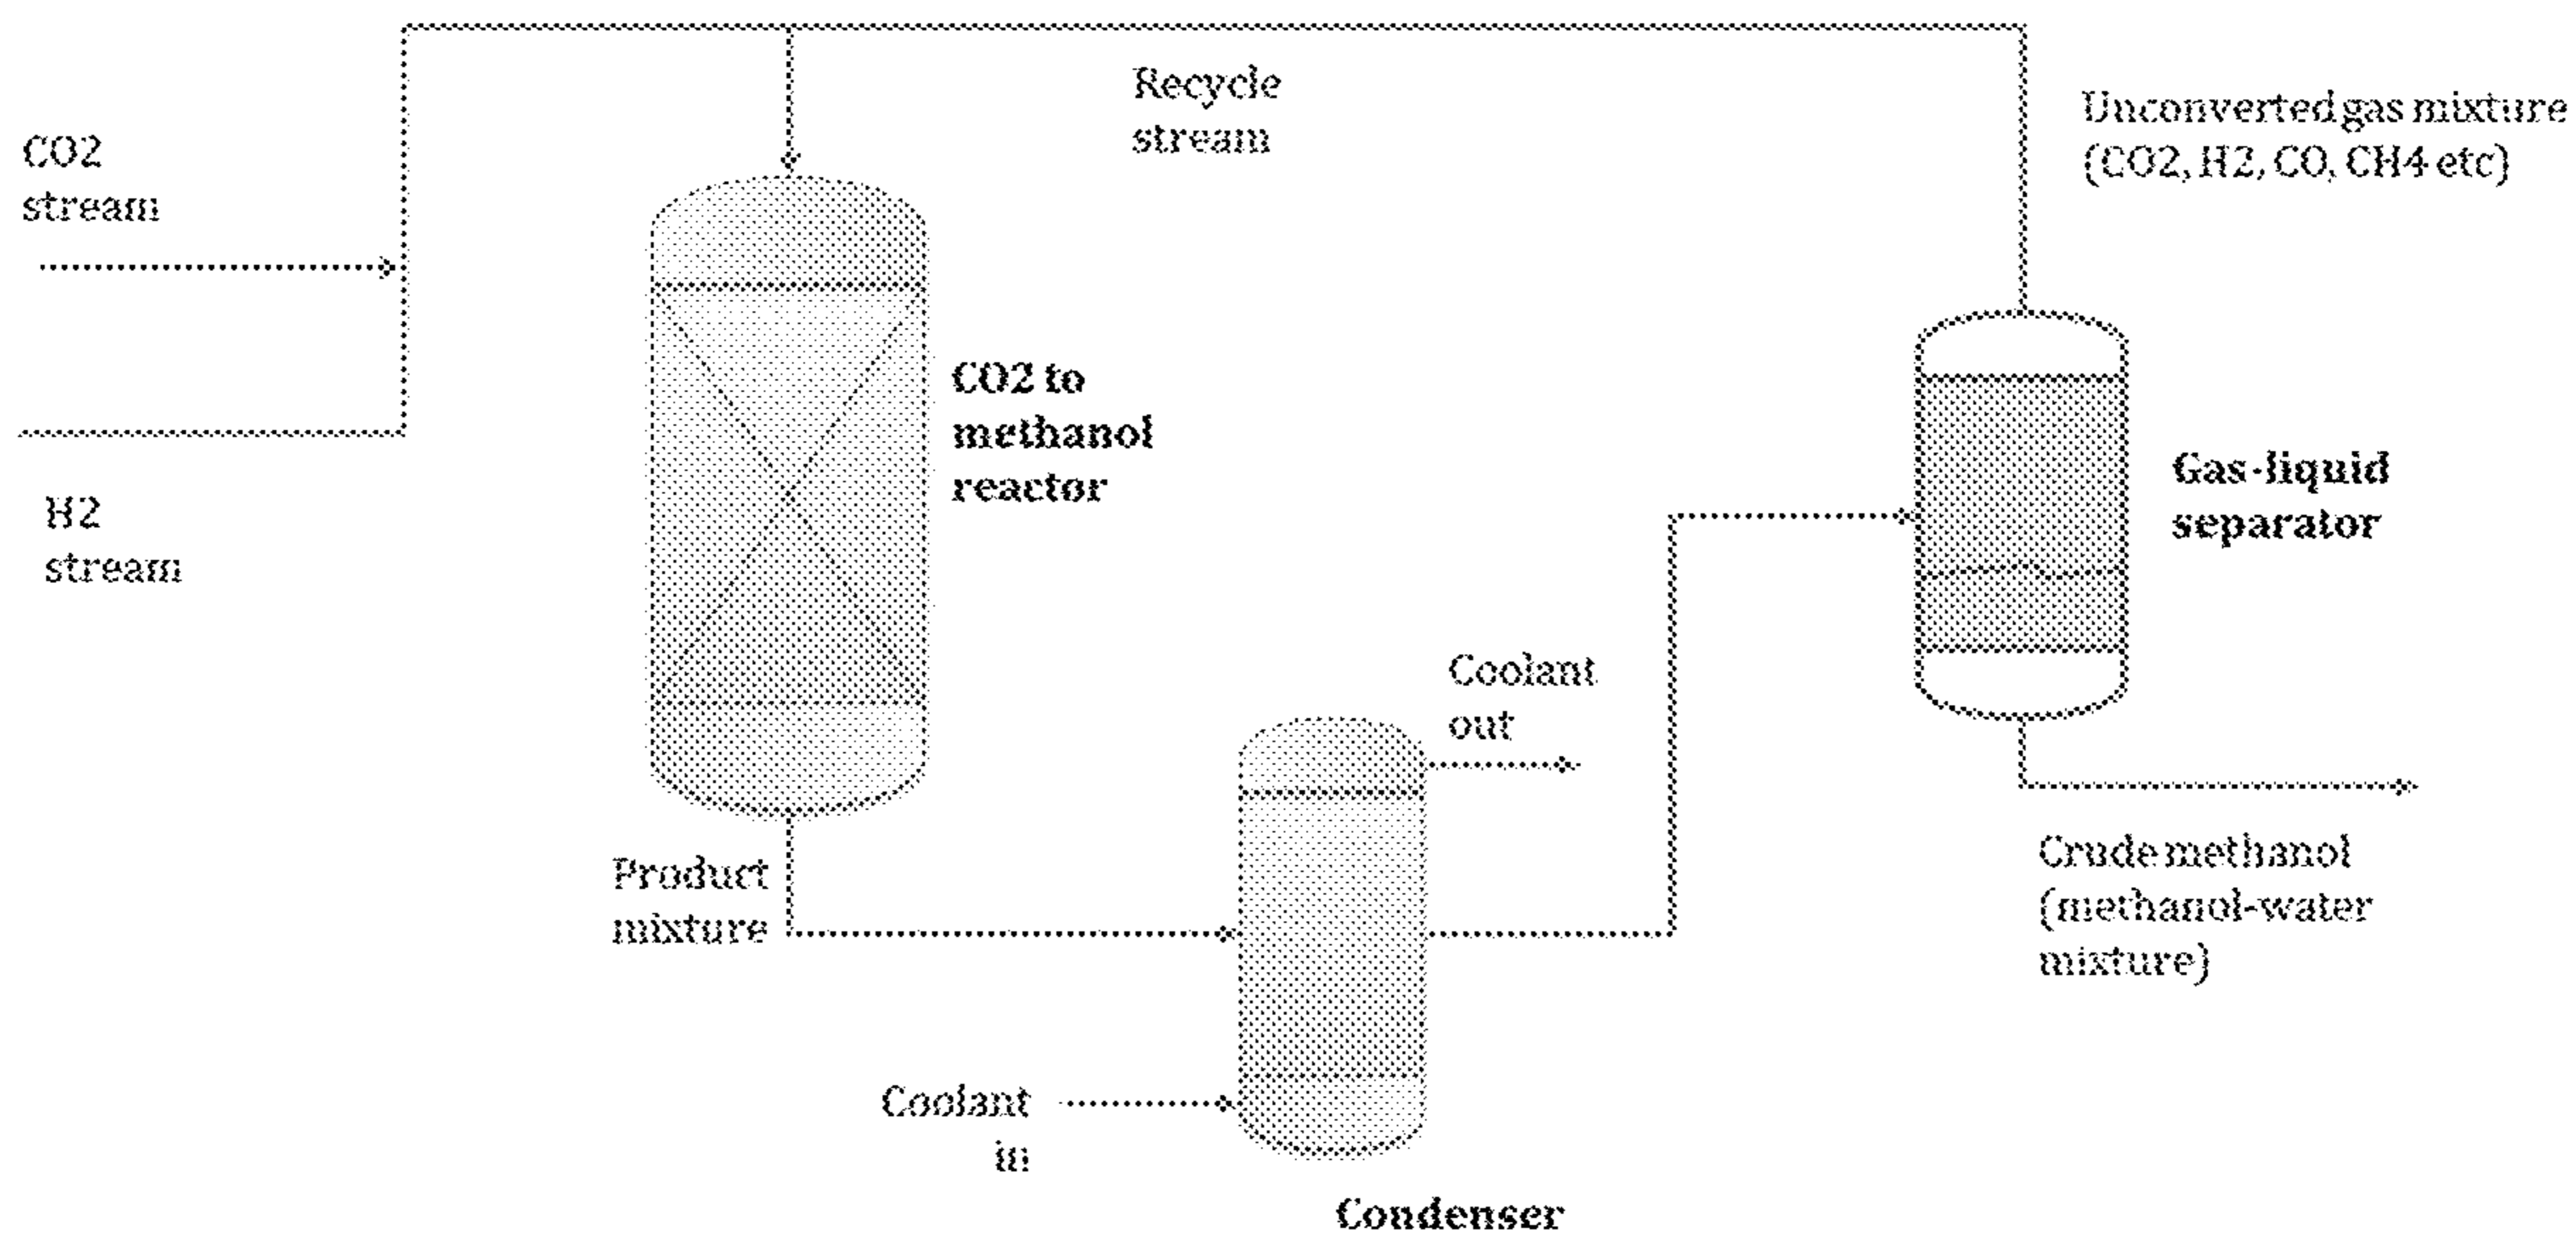 Recycle
stream
Unconverted gas mixture
(CO2, H2, CO, CH4 etc)
CO2
stream
CO2 to
methanol
reactor
Gas-liquid
separator
H2
stream
Coolant
out
Product
mixture
Crude methanol
(methanol-water
mixture)
Coolant
in
Condenser